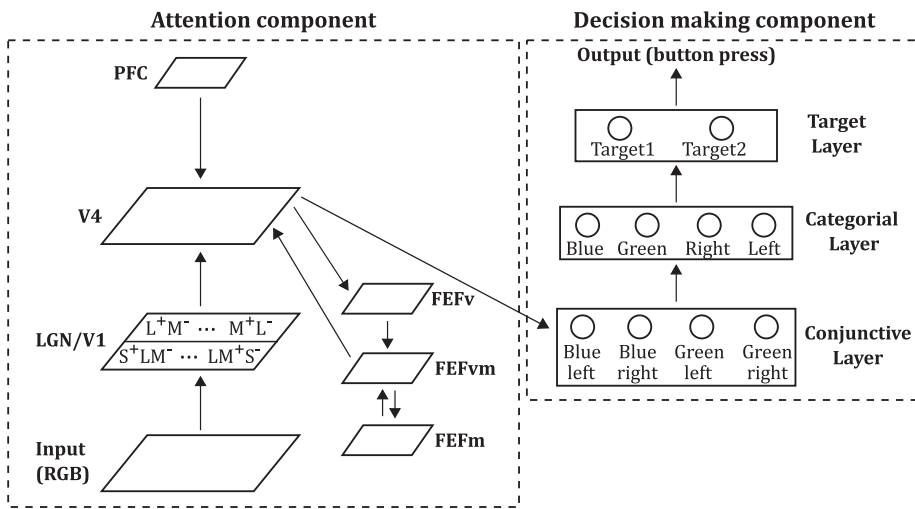 Attention component
PFC
V4
FEFv
LGN/V1
L⁺M⁻ ··· M⁺L⁻
S⁺LM⁻ ··· LM⁺S⁻
FEFvm
FEFm
Input
(RGB)
Decision making component
Output (button press)
Target1 Target2
Target
Layer
Blue Green Right Left
Categorial
Layer
Blue Blue Green Green
left right left right
Conjunctive
Layer